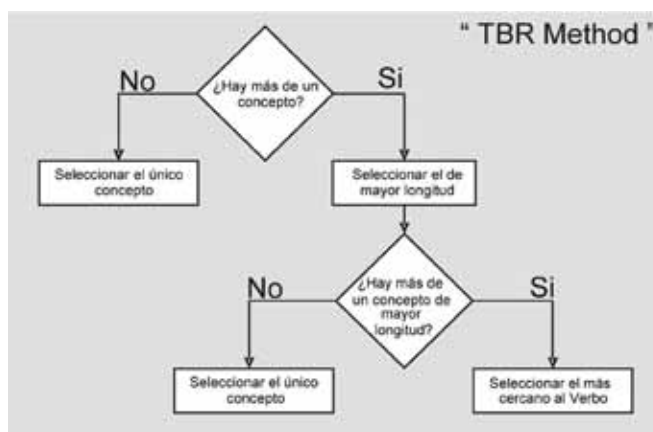 “ TBR Method ”
¿Hay más de un
concepto?
No
Si
Seleccionar el único
concepto
Seleccionar el de
mayor longitud
¿Hay más de
un concepto de
mayor
longitud?
No
Si
Seleccionar el único
concepto
Seleccionar el más
cercano al Verbo